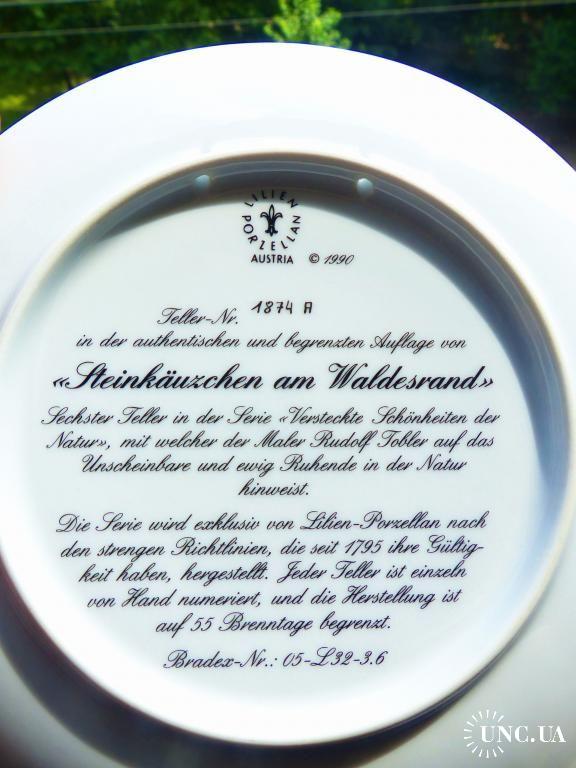 LILIEN PORZELLAN
AUSTRIA © 1990
Teller-Nr. 1874 A
in der authentischen und begrenzten Auflage von
«Steinkäuzchen am Waldesrand»
Sechster Teller in der Serie «Versteckte Schönheiten der
Natur», mit welcher der Maler Rudolf Tobler auf das
Unscheinbare und ewig Ruhende in der Natur
hinweist.
Die Serie wird exklusiv von Lilien-Porzellan nach
den strengen Richtlinien, die seit 1795 ihre Gültig-
keit haben, hergestellt. Jeder Teller ist einzeln
von Hand numeriert, und die Herstellung ist
auf 55 Brenntage begrenzt.
Bradex-Nr.: 05-L32-3.6
UNC.UA